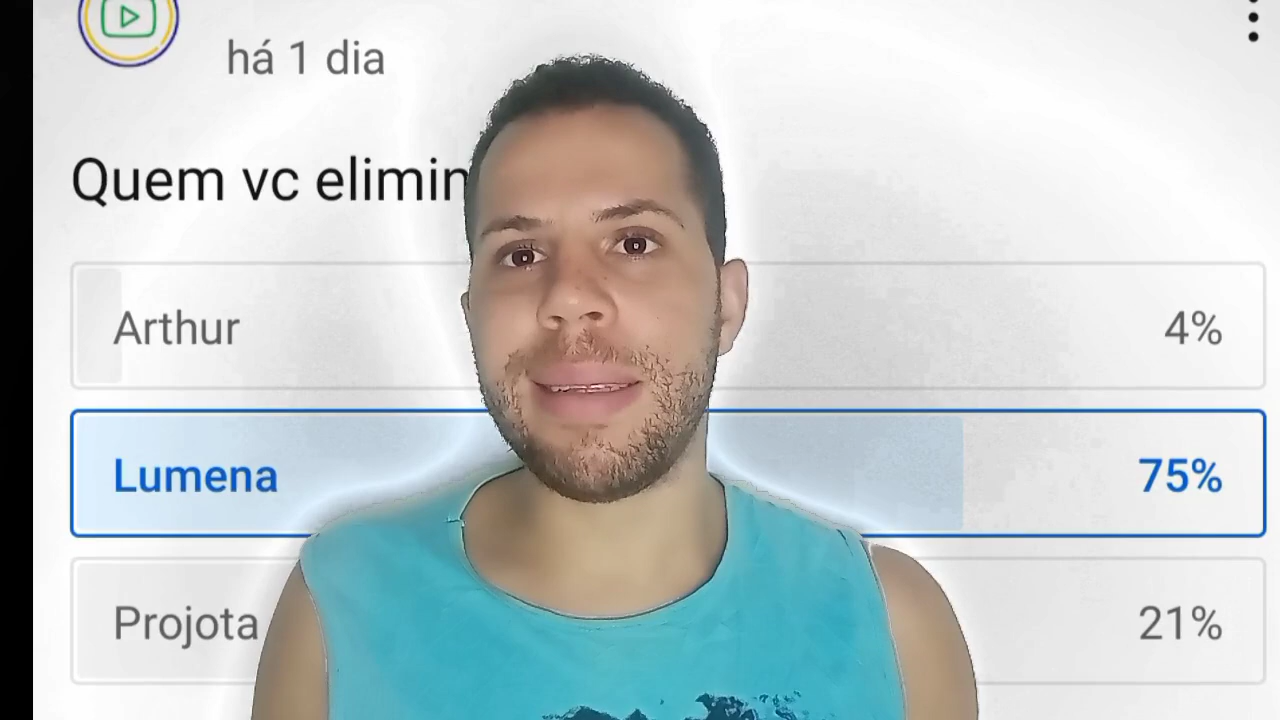 há 1 dia
Quem vc elimin
Arthur 4%
Lumena 75%
Projota 21%